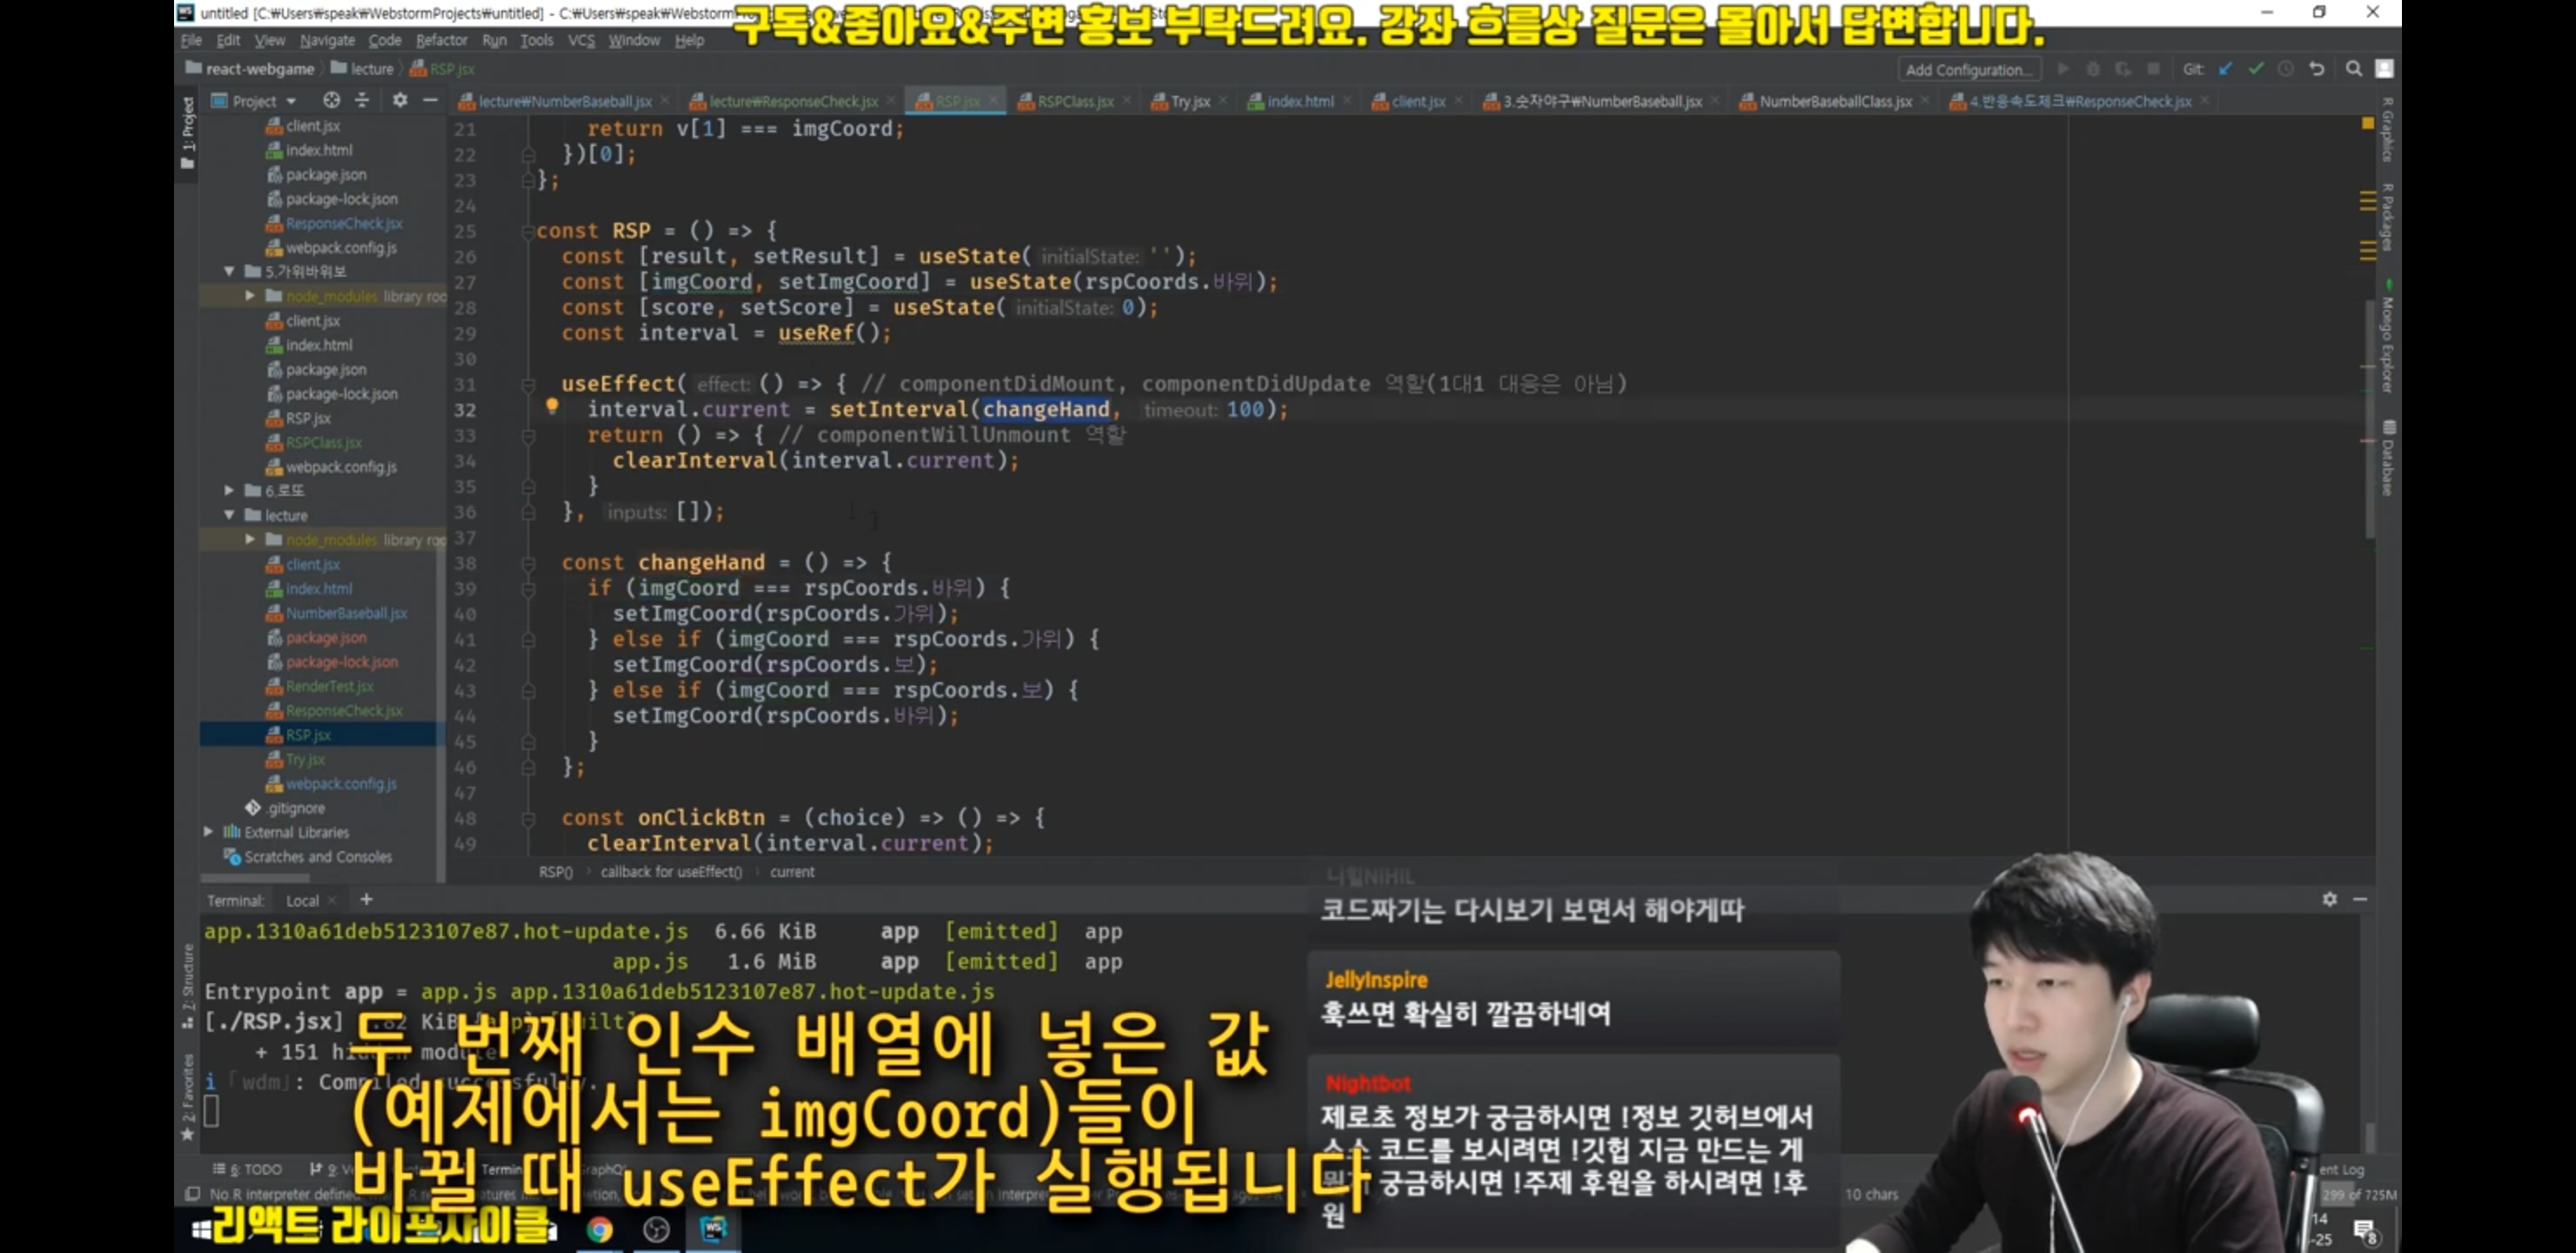 구독&좋아요&주변 홍보 부탁드려요. 강좌 흐름상 질문은 몰아서 답변합니다.
untitled [C:₩Users₩speak₩WebstormProjects₩untitled]
File Edit View Navigate Code Refactor Run Tools VCS Window Help
react-webgame lecture RSP.jsx
Add Configuration...
Git:
Project
lecture₩NumberBaseball.jsx lecture₩ResponseCheck.jsx RSP.jsx RSPClass.jsx Try.jsx index.html client.jsx 3.숫자야구₩NumberBaseball.jsx NumberBaseballClass.jsx 4.반응속도체크₩ResponseCheck.jsx
1: Project
client.jsx
index.html
package.json
package-lock.json
ResponseCheck.jsx
webpack.config.js
5.가위바위보
node_modules library roo
client.jsx
index.html
package.json
package-lock.json
RSP.jsx
RSPClass.jsx
webpack.config.js
6.로또
lecture
node_modules library roo
client.jsx
index.html
NumberBaseball.jsx
package.json
package-lock.json
RenderTest.jsx
ResponseCheck.jsx
RSP.jsx
Try.jsx
webpack.config.js
.gitignore
External Libraries
Scratches and Consoles
21 return v[1] === imgCoord;
22 })[0];
23 };
24
25 const RSP = () => {
26 const [result, setResult] = useState( initialState: '');
27 const [imgCoord, setImgCoord] = useState(rspCoords.바위);
28 const [score, setScore] = useState( initialState: 0);
29 const interval = useRef();
30
31 useEffect( effect: () => { // componentDidMount, componentDidUpdate 역할(1대1 대응은 아님)
32 interval.current = setInterval(changeHand, timeout: 100);
33 return () => { // componentWillUnmount 역할
34 clearInterval(interval.current);
35 }
36 }, inputs: []);
37
38 const changeHand = () => {
39 if (imgCoord === rspCoords.바위) {
40 setImgCoord(rspCoords.가위);
41 } else if (imgCoord === rspCoords.가위) {
42 setImgCoord(rspCoords.보);
43 } else if (imgCoord === rspCoords.보) {
44 setImgCoord(rspCoords.바위);
45 }
46 };
47
48 const onClickBtn = (choice) => () => {
49 clearInterval(interval.current);
RSP() callback for useEffect() current
R Graphics
R Packages
Mongo Explorer
Database
Terminal: Local +
app.1310a61deb5123107e87.hot-update.js 6.66 KiB app [emitted] app
app.js 1.6 MiB app [emitted] app
Entrypoint app = app.js app.1310a61deb5123107e87.hot-update.js
[./RSP.jsx]
+ 151
i ｢wdm｣:
7: Structure
2: Favorites
두 번째 인수 배열에 넣은 값
(예제에서는 imgCoord)들이
바뀔 때 useEffect가 실행됩니다
니힐NIHIL
코드짜기는 다시보기 보면서 해야게따
JellyInspire
훅쓰면 확실히 깔끔하네여
Nightbot
제로초 정보가 궁금하시면 !정보 깃허브에서
소스 코드를 보시려면 !깃헙 지금 만드는 게
궁금하시면 !주제 후원을 하시려면 !후
원
6: TODO
No R interpreter defined
10 chars
ent Log
299 of 725M
리액트 라이프사이클
14
-25
8